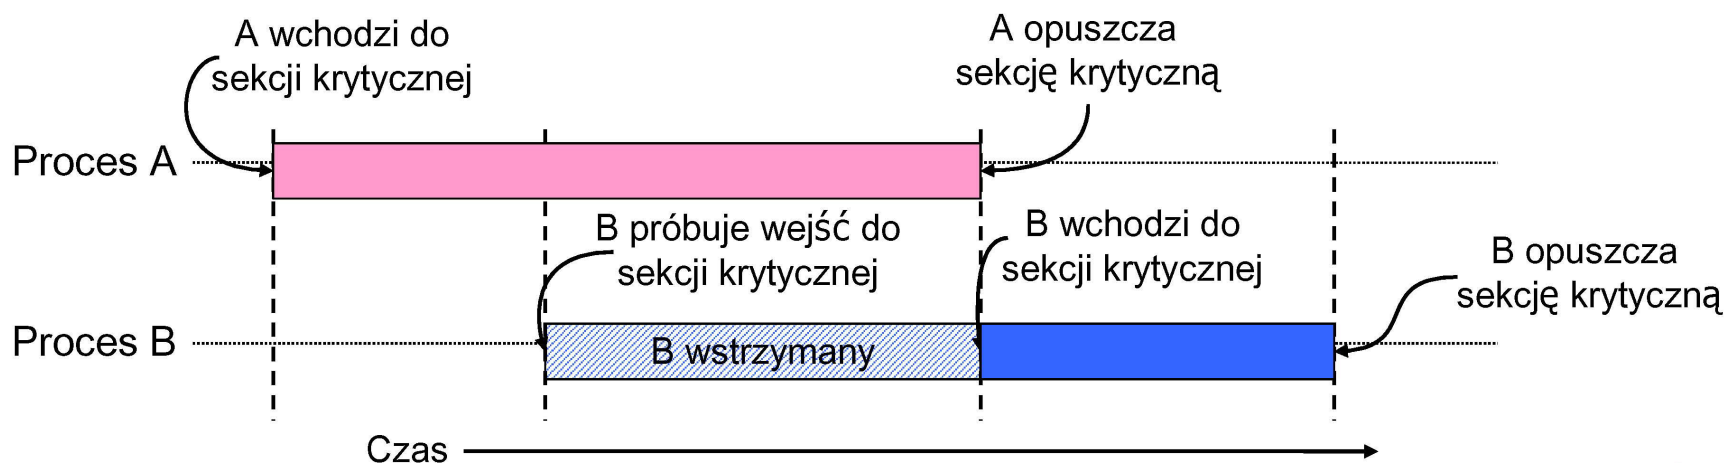 A wchodzi do
sekcji krytycznej
A opuszcza
sekcję krytyczną
Proces A
B próbuje wejść do
sekcji krytycznej
B wchodzi do
sekcji krytycznej
B opuszcza
sekcję krytyczną
Proces B
B wstrzymany
Czas